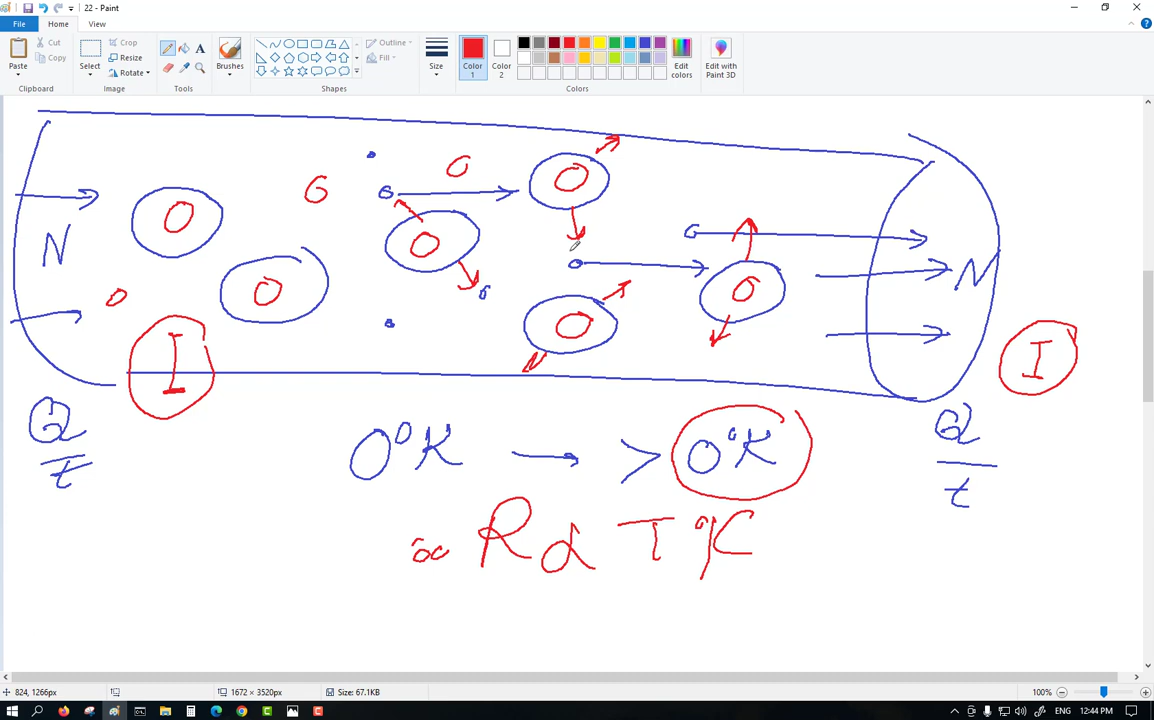 22 - Paint
File Home View
Paste Cut Copy Clipboard
Select Crop Resize Rotate Image
Tools
Brushes
Outline Fill Shapes
Size
Color 1 Color 2 Colors
Edit colors
Edit with Paint 3D
N
N
I
I
Q/t
0°K → > 0°K
Q/t
R α T °K
824, 1266px
1672 × 3520px
Size: 67.1KB
100%
ENG 12:44 PM